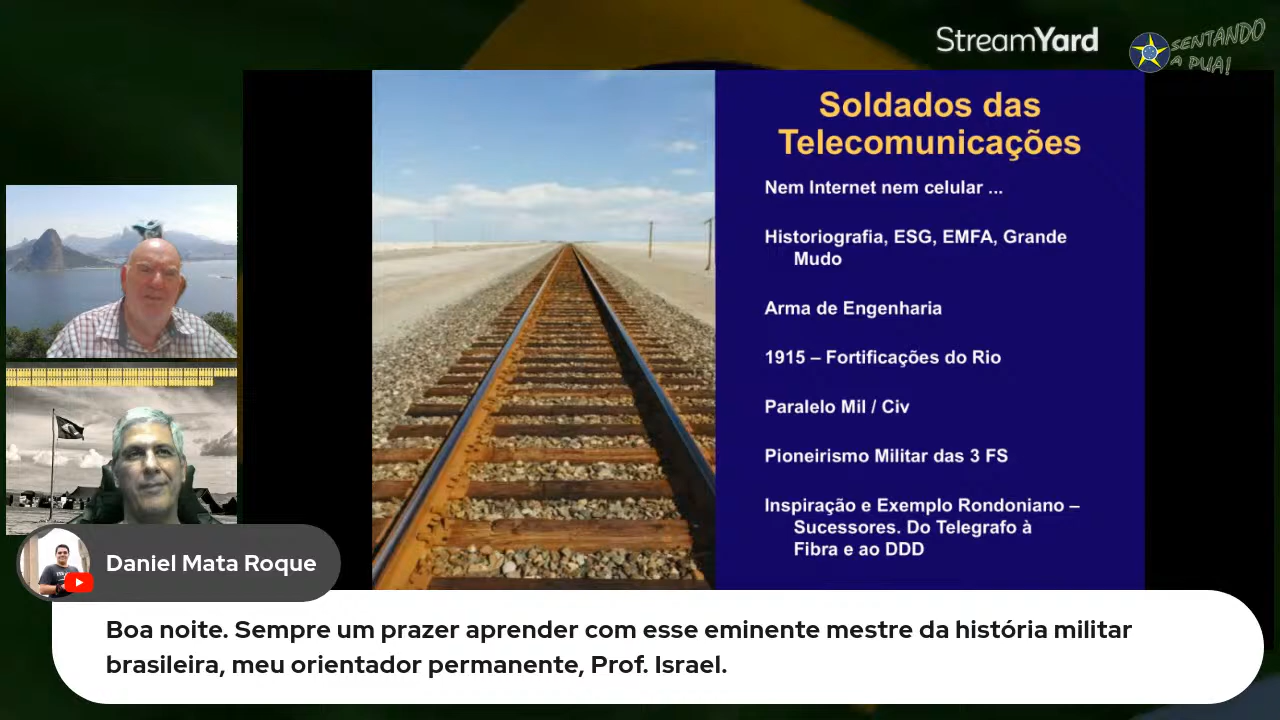 StreamYard
SENTANDO
A PUA!
Soldados das
Telecomunicações
Nem Internet nem celular ...
Historiografia, ESG, EMFA, Grande
Mudo
Arma de Engenharia
1915 – Fortificações do Rio
Paralelo Mil / Civ
Pioneirismo Militar das 3 FS
Inspiração e Exemplo Rondoniano –
Sucessores. Do Telegrafo à
Fibra e ao DDD
Daniel Mata Roque
Boa noite. Sempre um prazer aprender com esse eminente mestre da história militar
brasileira, meu orientador permanente, Prof. Israel.